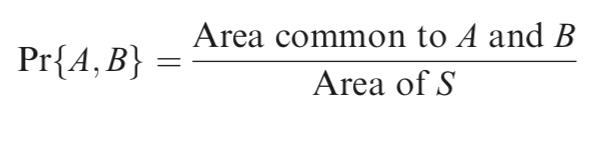 Pr{A, B} = Area common to A and B / Area of S